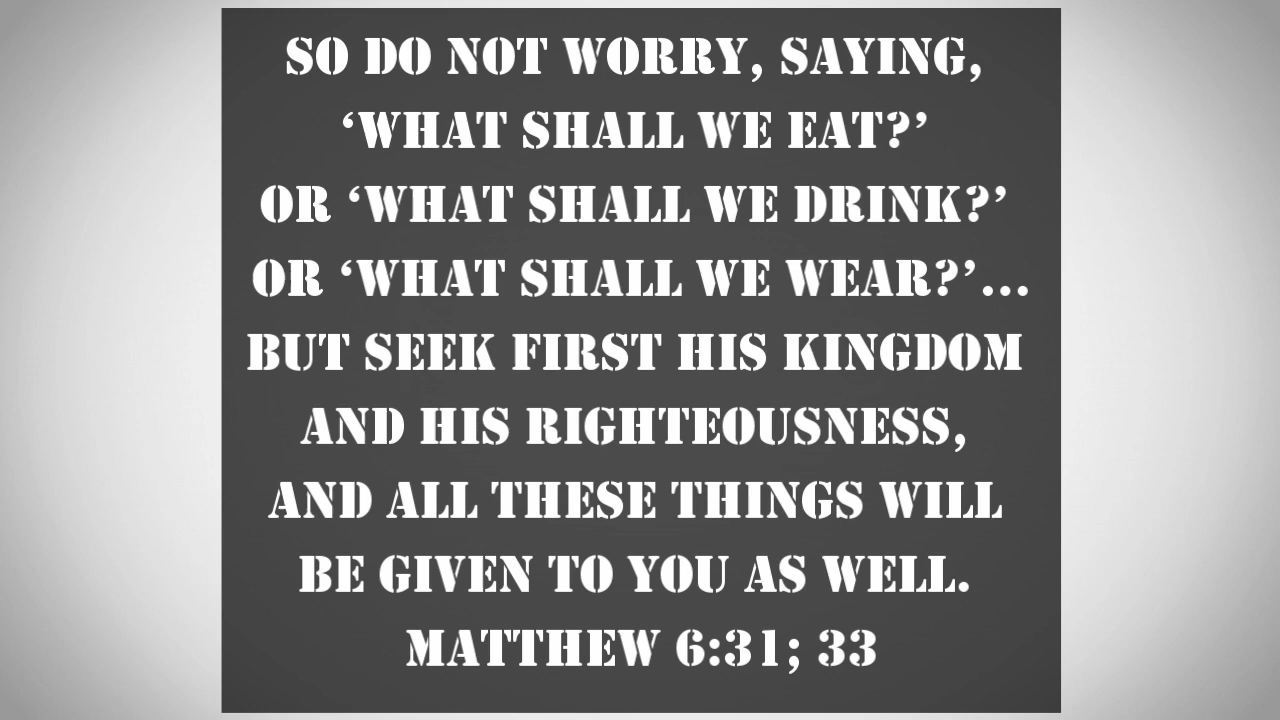 SO DO NOT WORRY, SAYING,
‘WHAT SHALL WE EAT?’
OR ‘WHAT SHALL WE DRINK?’
OR ‘WHAT SHALL WE WEAR?’...
BUT SEEK FIRST HIS KINGDOM
AND HIS RIGHTEOUSNESS,
AND ALL THESE THINGS WILL
BE GIVEN TO YOU AS WELL.
MATTHEW 6:31; 33